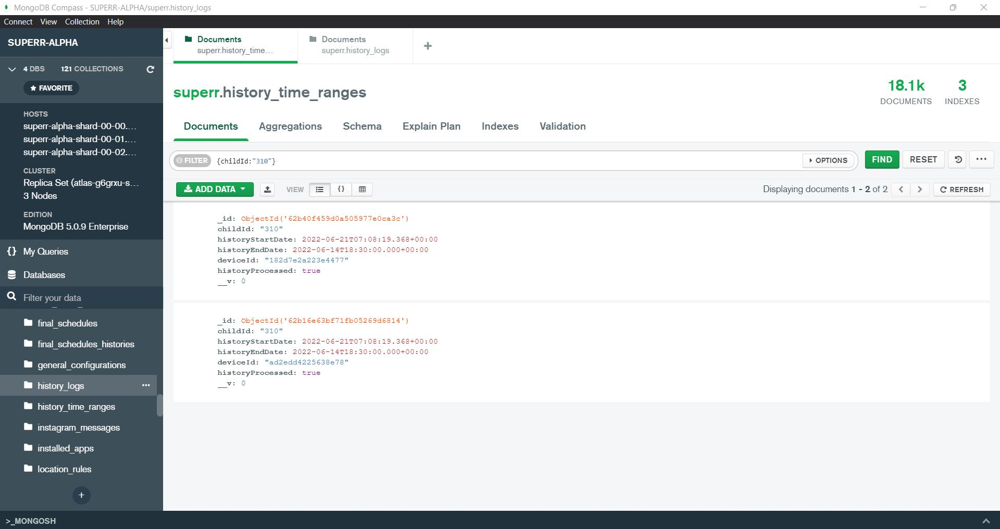 MongoDB Compass - SUPERR-ALPHA/superr.history_logs
Connect View Collection Help
SUPERR-ALPHA
4 DBS 121 COLLECTIONS
★ FAVORITE
HOSTS
superr-alpha-shard-00-00....
superr-alpha-shard-00-01....
superr-alpha-shard-00-02....
CLUSTER
Replica Set (atlas-g6grxu-s...
3 Nodes
EDITION
MongoDB 5.0.9 Enterprise
{} My Queries
Databases
Filter your data
final_schedules
final_schedules_histories
general_configurations
history_logs ...
history_time_ranges
instagram_messages
installed_apps
location_rules
+
Documents
superr.history_time...
Documents
superr.history_logs
+
superr.history_time_ranges
18.1k
DOCUMENTS
3
INDEXES
Documents Aggregations Schema Explain Plan Indexes Validation
FILTER {childId:"310"} OPTIONS FIND RESET ...
ADD DATA VIEW {} Displaying documents 1 - 2 of 2 < > REFRESH
_id: ObjectId('62b40f459d0a505977e0ca3c')
childId: "310"
historyStartDate: 2022-06-21T07:08:19.368+00:00
historyEndDate: 2022-06-14T18:30:00.000+00:00
deviceId: "182d7e2a223e4477"
historyProcessed: true
__v: 0
_id: ObjectId('62b16e63bf71fb05269d6814')
childId: "310"
historyStartDate: 2022-06-21T07:08:19.368+00:00
historyEndDate: 2022-06-14T18:30:00.000+00:00
deviceId: "ad2edd4225638e78"
historyProcessed: true
__v: 0
>_MONGOSH